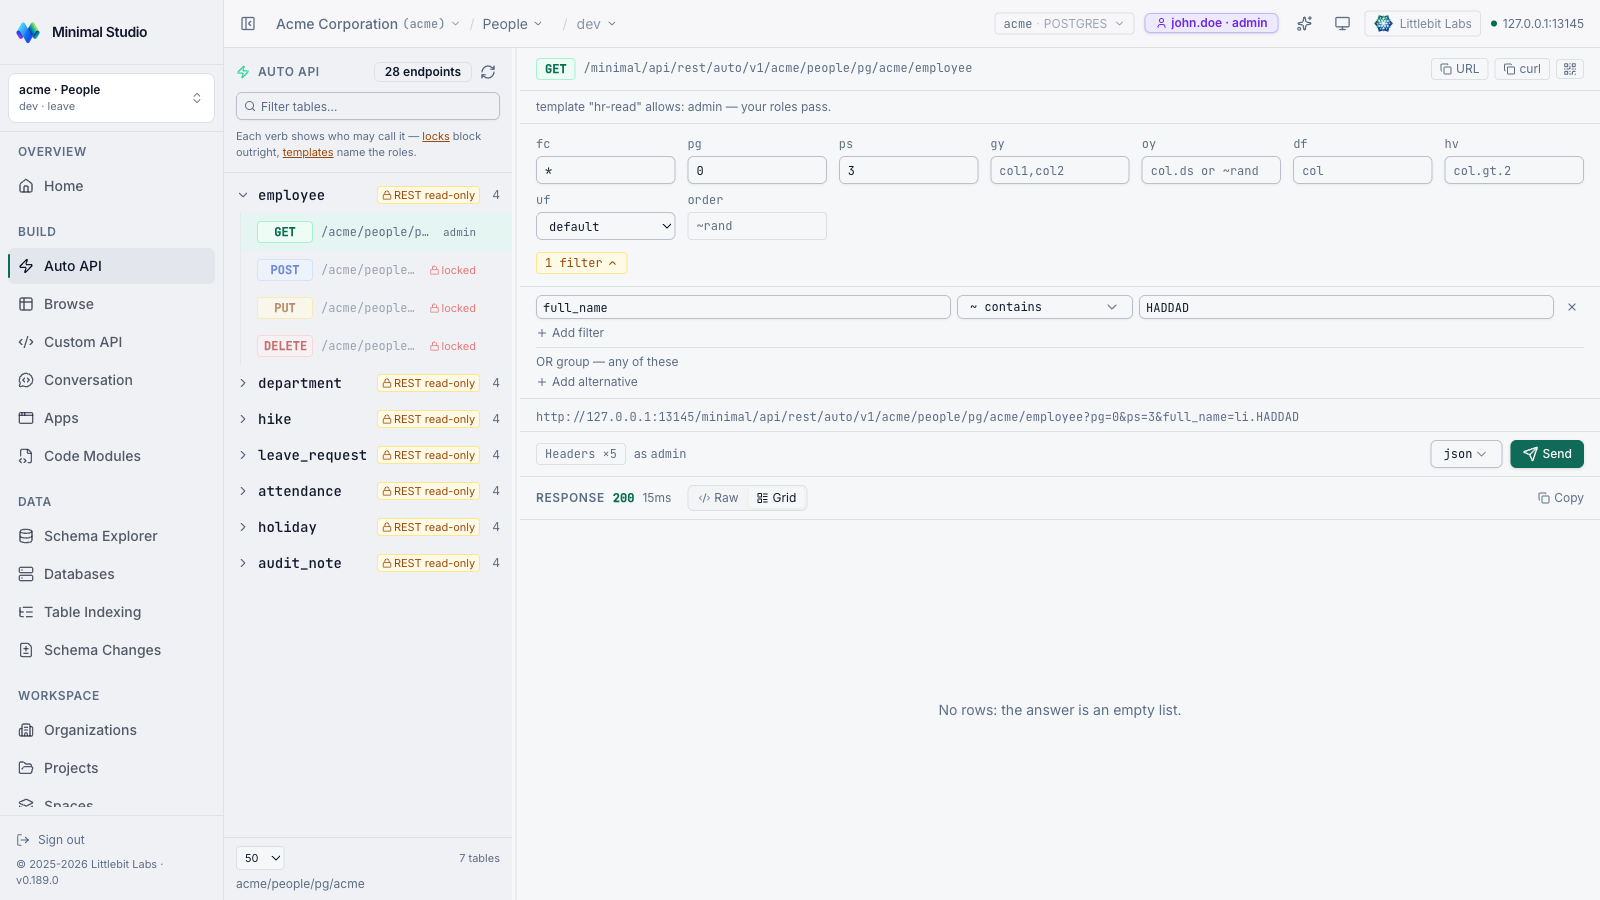 Minimal Studio
acme · People
dev · leave
OVERVIEW
Home
BUILD
Auto API
Browse
Custom API
Conversation
Apps
Code Modules
DATA
Schema Explorer
Databases
Table Indexing
Schema Changes
WORKSPACE
Organizations
Projects
Spaces
Sign out
© 2025-2026 Littlebit Labs ·
v0.189.0
Acme Corporation (acme) / People / dev
acme · POSTGRES
john.doe · admin
Littlebit Labs
127.0.0.1:13145
AUTO API
28 endpoints
Filter tables...
Each verb shows who may call it — locks block
outright, templates name the roles.
employee REST read-only 4
GET /acme/people/p… admin
POST /acme/people… locked
PUT /acme/people… locked
DELETE /acme/people… locked
department REST read-only 4
hike REST read-only 4
leave_request REST read-only 4
attendance REST read-only 4
holiday REST read-only 4
audit_note REST read-only 4
50
7 tables
acme/people/pg/acme
GET /minimal/api/rest/auto/v1/acme/people/pg/acme/employee
URL
curl
template "hr-read" allows: admin — your roles pass.
fc pg ps gy oy df hv
* 0 3 col1,col2 col.ds or ~rand col col.gt.2
uf order
default ~rand
1 filter
full_name ~ contains HADDAD ×
+ Add filter
OR group — any of these
+ Add alternative
http://127.0.0.1:13145/minimal/api/rest/auto/v1/acme/people/pg/acme/employee?pg=0&ps=3&full_name=li.HADDAD
Headers ×5 as admin
json
Send
RESPONSE 200 15ms
Raw
Grid
Copy
No rows: the answer is an empty list.